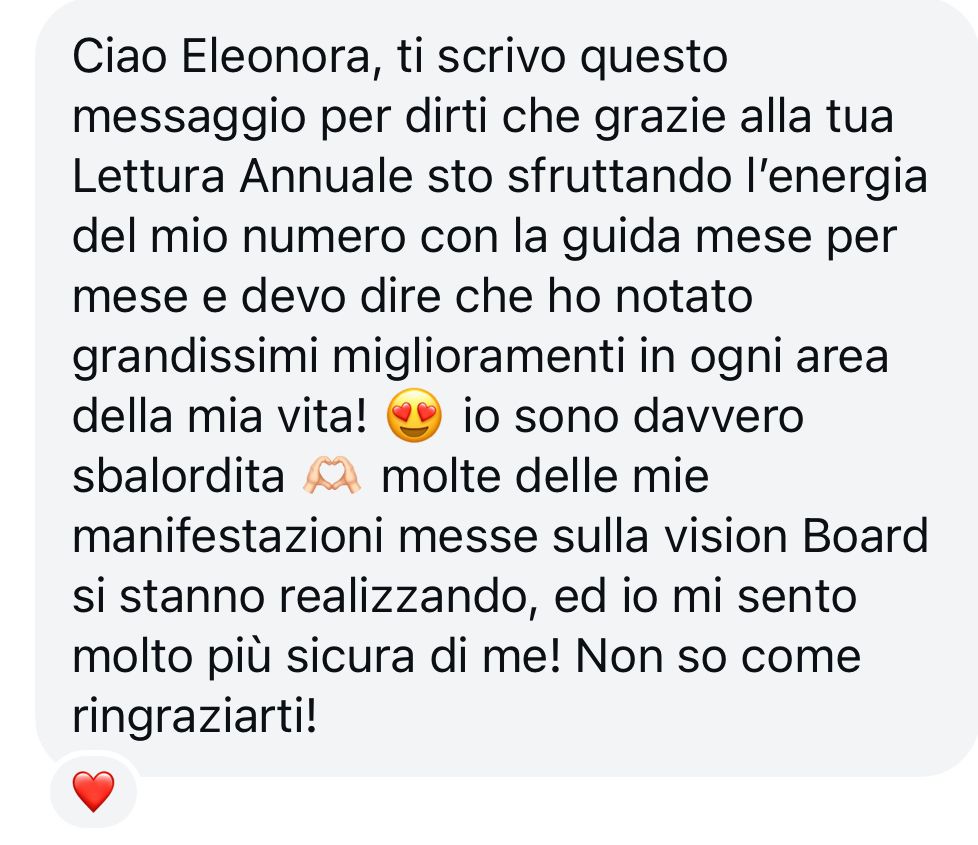 Ciao Eleonora, ti scrivo questo
messaggio per dirti che grazie alla tua
Lettura Annuale sto sfruttando l’energia
del mio numero con la guida mese per
mese e devo dire che ho notato
grandissimi miglioramenti in ogni area
della mia vita! 😍 io sono davvero
sbalordita 🫶🏻 molte delle mie
manifestazioni messe sulla vision Board
si stanno realizzando, ed io mi sento
molto più sicura di me! Non so come
ringraziarti!
❤️